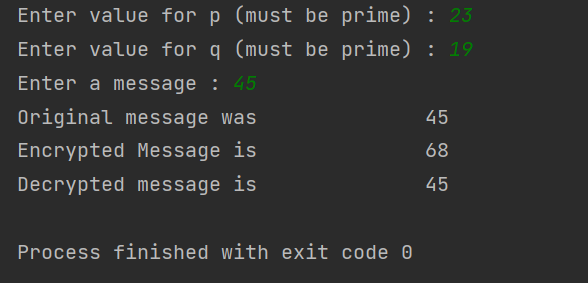 Enter value for p (must be prime) : 23
Enter value for q (must be prime) : 19
Enter a message : 45
Original message was 45
Encrypted Message is 68
Decrypted message is 45
Process finished with exit code 0